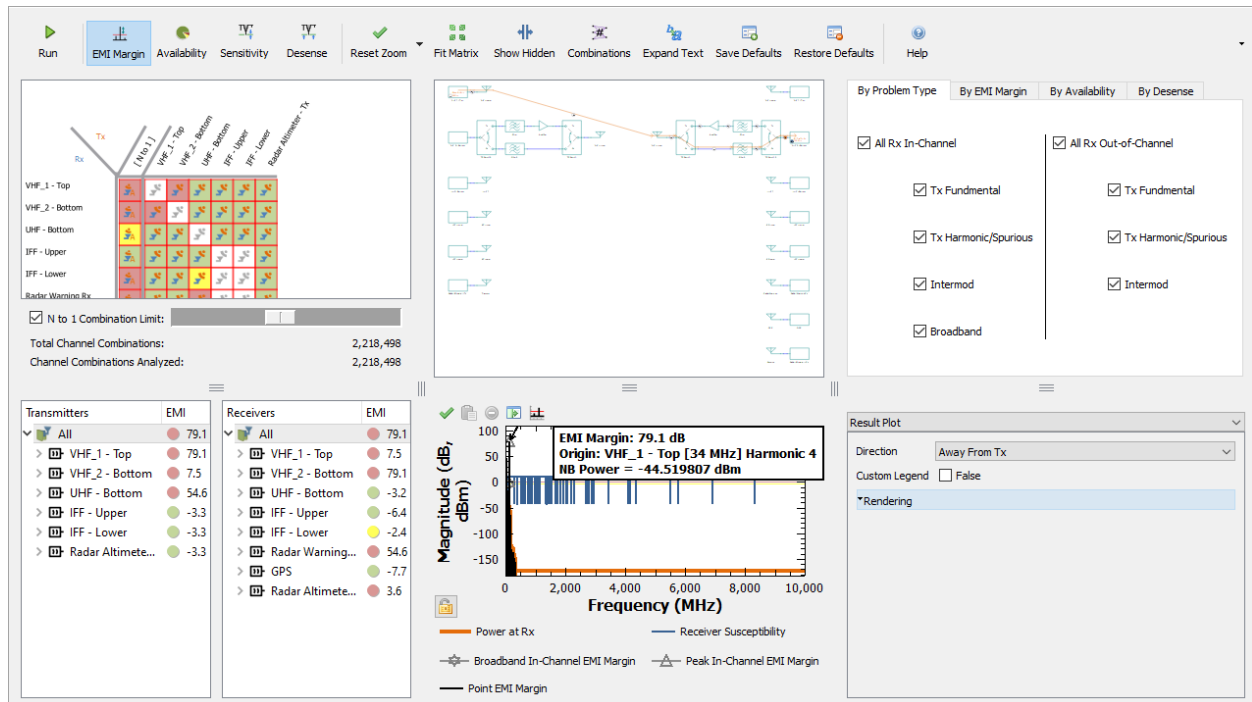 Run
EMI Margin
Availability
Sensitivity
Desense
Reset Zoom
Fit Matrix
Show Hidden
Combinations
Expand Text
Save Defaults
Restore Defaults
Help
Tx
Rx
[ N to 1 ]
VHF_1 - Top
VHF_2 - Bottom
UHF - Bottom
IFF - Upper
IFF - Lower
Radar Altimeter - Tx
VHF_1 - Top
VHF_2 - Bottom
UHF - Bottom
IFF - Upper
IFF - Lower
Radar Warning Rx
N to 1 Combination Limit:
Total Channel Combinations: 2,218,498
Channel Combinations Analyzed: 2,218,498
By Problem Type
By EMI Margin
By Availability
By Desense
All Rx In-Channel
All Rx Out-of-Channel
Tx Fundamental
Tx Fundamental
Tx Harmonic/Spurious
Tx Harmonic/Spurious
Intermod
Intermod
Broadband
Transmitters EMI
All 79.1
VHF_1 - Top 79.1
VHF_2 - Bottom 7.5
UHF - Bottom 54.6
IFF - Upper -3.3
IFF - Lower -3.3
Radar Altimete... -3.3
Receivers EMI
All 79.1
VHF_1 - Top 7.5
VHF_2 - Bottom 79.1
UHF - Bottom -3.2
IFF - Upper -6.4
IFF - Lower -2.4
Radar Warning... 54.6
GPS -7.7
Radar Altimete... 3.6
EMI Margin: 79.1 dB
Origin: VHF_1 - Top [34 MHz] Harmonic 4
NB Power = -44.519807 dBm
Magnitude (dB,
dBm)
100
50
0
-50
-100
-150
0 2,000 4,000 6,000 8,000 10,000
Frequency (MHz)
Power at Rx
Receiver Susceptibility
Broadband In-Channel EMI Margin
Peak In-Channel EMI Margin
Point EMI Margin
Result Plot
Direction Away From Tx
Custom Legend False
Rendering